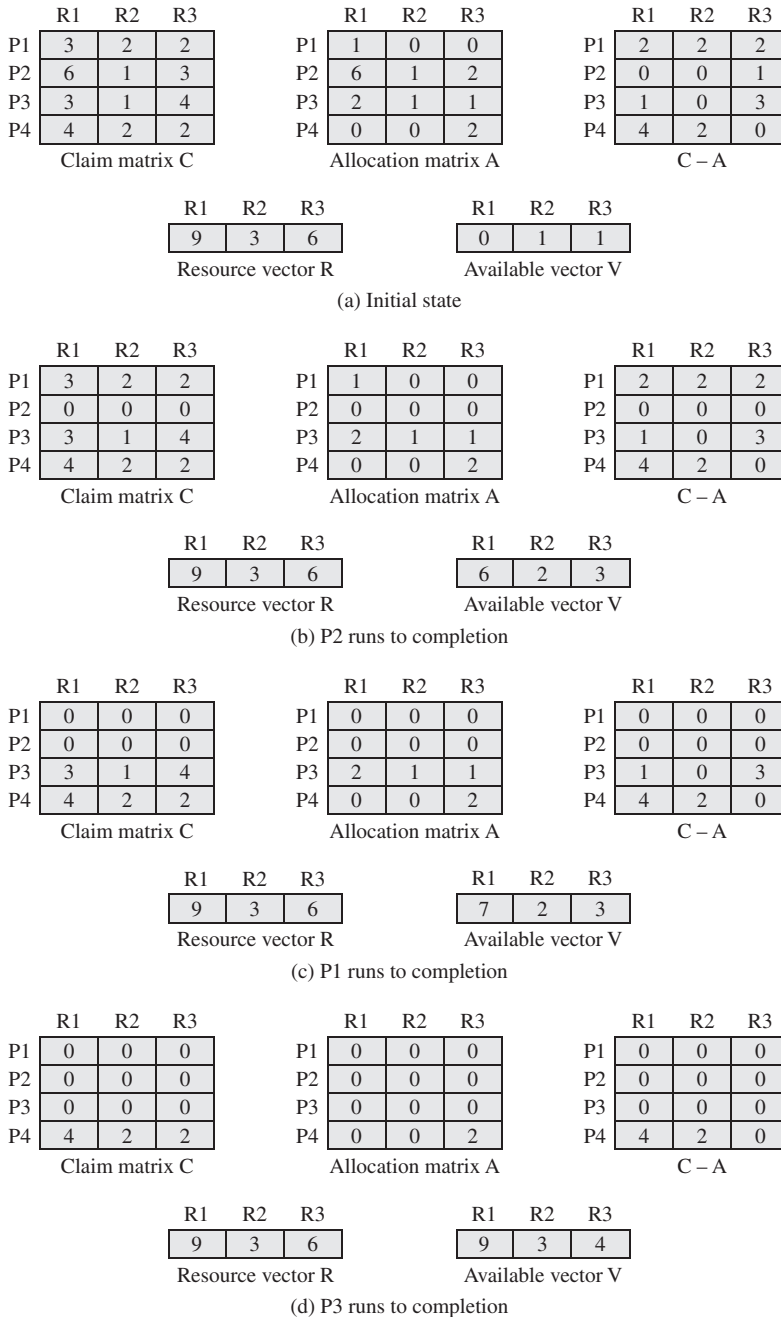 R1 R2 R3 R1 R2 R3 R1 R2 R3
P1 3 2 2 P1 1 0 0 P1 2 2 2
P2 6 1 3 P2 6 1 2 P2 0 0 1
P3 3 1 4 P3 2 1 1 P3 1 0 3
P4 4 2 2 P4 0 0 2 P4 4 2 0
Claim matrix C Allocation matrix A C – A
R1 R2 R3 R1 R2 R3
9 3 6 0 1 1
Resource vector R Available vector V
(a) Initial state
R1 R2 R3 R1 R2 R3 R1 R2 R3
P1 3 2 2 P1 1 0 0 P1 2 2 2
P2 0 0 0 P2 0 0 0 P2 0 0 0
P3 3 1 4 P3 2 1 1 P3 1 0 3
P4 4 2 2 P4 0 0 2 P4 4 2 0
Claim matrix C Allocation matrix A C – A
R1 R2 R3 R1 R2 R3
9 3 6 6 2 3
Resource vector R Available vector V
(b) P2 runs to completion
R1 R2 R3 R1 R2 R3 R1 R2 R3
P1 0 0 0 P1 0 0 0 P1 0 0 0
P2 0 0 0 P2 0 0 0 P2 0 0 0
P3 3 1 4 P3 2 1 1 P3 1 0 3
P4 4 2 2 P4 0 0 2 P4 4 2 0
Claim matrix C Allocation matrix A C – A
R1 R2 R3 R1 R2 R3
9 3 6 7 2 3
Resource vector R Available vector V
(c) P1 runs to completion
R1 R2 R3 R1 R2 R3 R1 R2 R3
P1 0 0 0 P1 0 0 0 P1 0 0 0
P2 0 0 0 P2 0 0 0 P2 0 0 0
P3 0 0 0 P3 0 0 0 P3 0 0 0
P4 4 2 2 P4 0 0 2 P4 4 2 0
Claim matrix C Allocation matrix A C – A
R1 R2 R3 R1 R2 R3
9 3 6 9 3 4
Resource vector R Available vector V
(d) P3 runs to completion